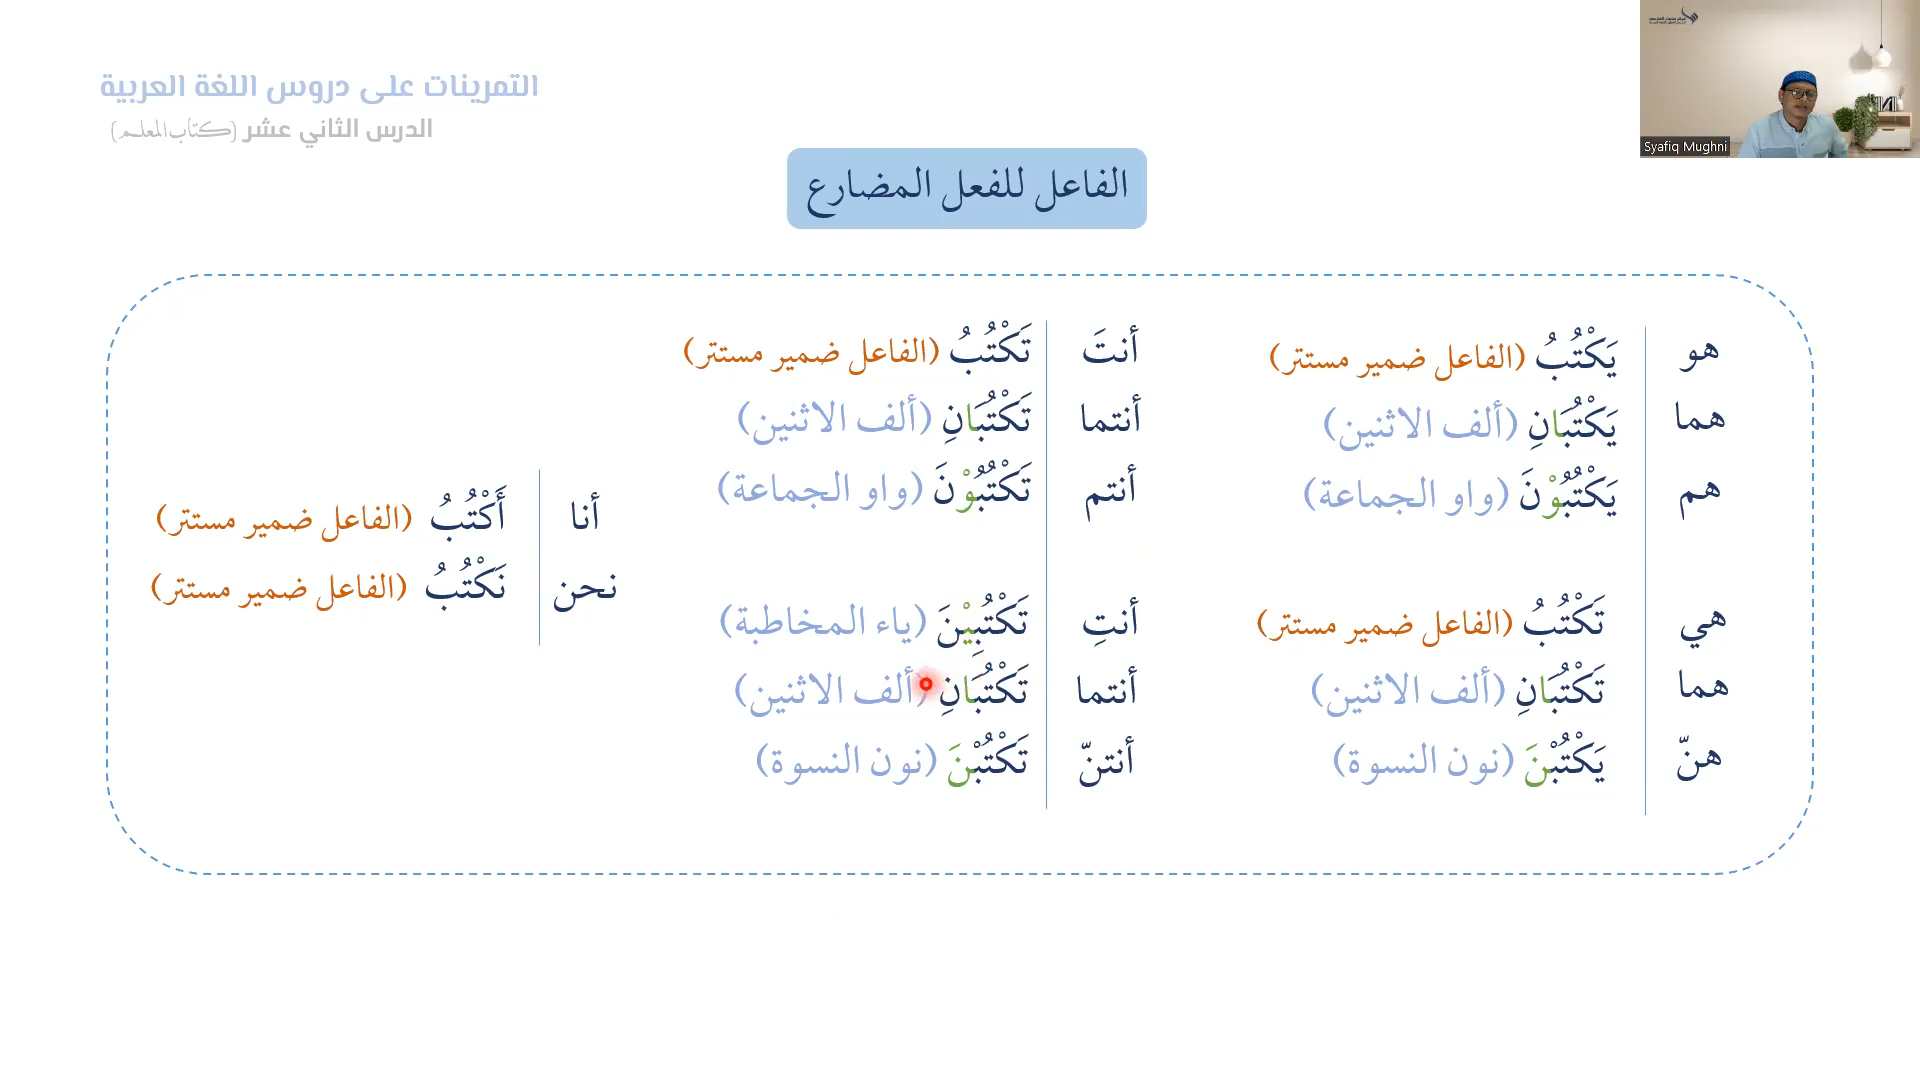 التمرينات على دروس اللغة العربية
الدرس الثاني عشر (كتاب المعلم)
Syafiq Mughni
الفاعل للفعل المضارع
هو يَكْتُبُ (الفاعل ضمير مستتر)
هما يَكْتُبَانِ (ألف الاثنين)
هم يَكْتُبُوْنَ (واو الجماعة)
هي تَكْتُبُ (الفاعل ضمير مستتر)
هما تَكْتُبَانِ (ألف الاثنين)
هنّ يَكْتُبْنَ (نون النسوة)
أنتَ تَكْتُبُ (الفاعل ضمير مستتر)
أنتما تَكْتُبَانِ (ألف الاثنين)
أنتم تَكْتُبُوْنَ (واو الجماعة)
أنتِ تَكْتُبِيْنَ (ياء المخاطبة)
أنتما تَكْتُبَانِ (ألف الاثنين)
أنتنّ تَكْتُبْنَ (نون النسوة)
أنا أَكْتُبُ (الفاعل ضمير مستتر)
نحن نَكْتُبُ (الفاعل ضمير مستتر)